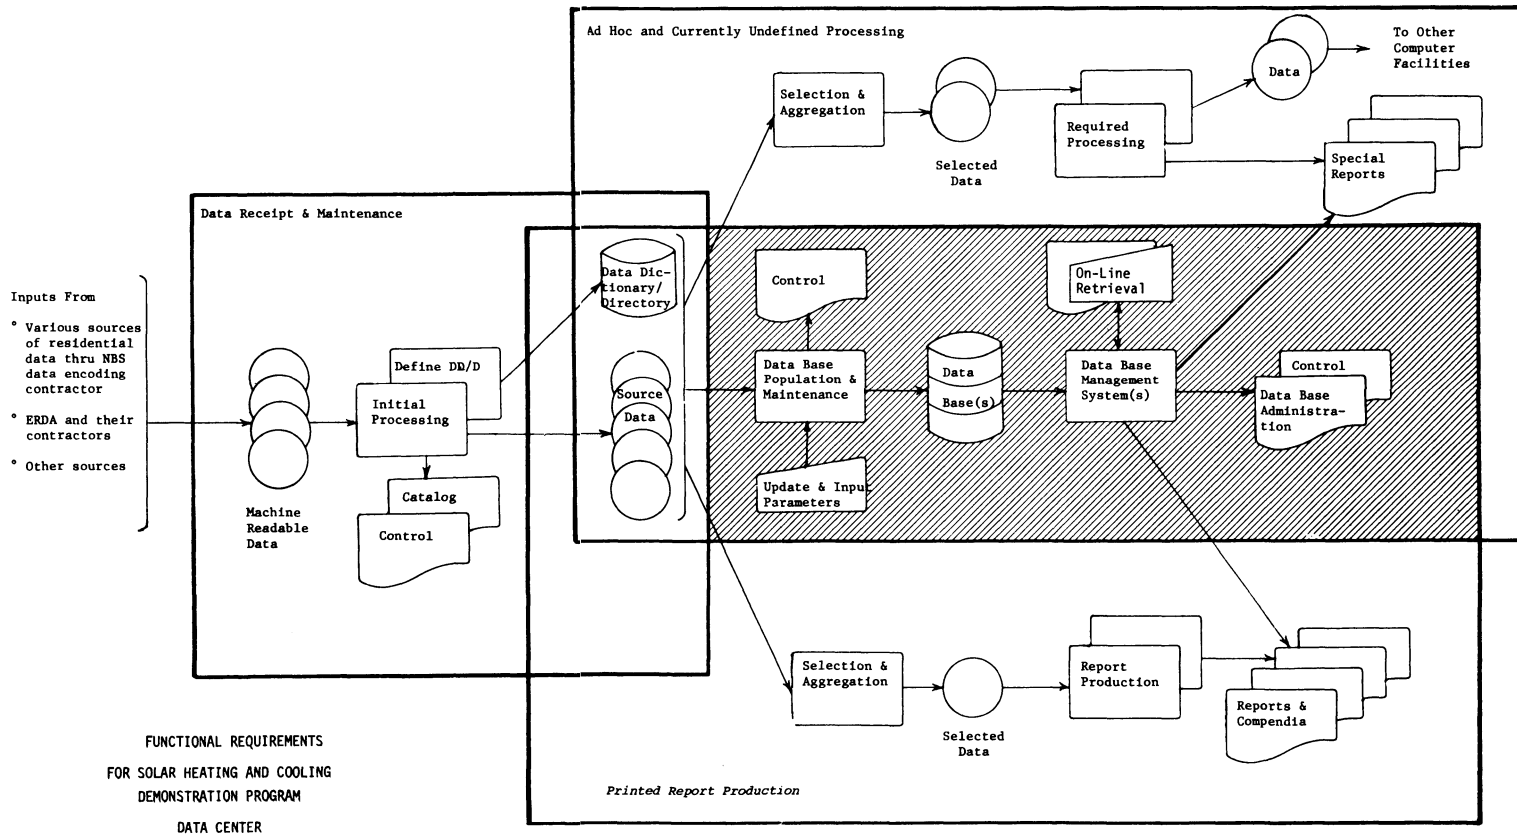 Ad Hoc and Currently Undefined Processing
To Other
Computer
Facilities
Data
Selection &
Aggregation
Selected
Data
Required
Processing
Special
Reports
Data Receipt & Maintenance
Inputs From
° Various sources
of residential
data thru NBS
data encoding
contractor
° ERDA and their
contractors
° Other sources
Machine
Readable
Data
Define DD/D
Initial
Processing
Catalog
Control
Data Dic-
tionary/
Directory
Source
Data
Control
Data Base
Population &
Maintenance
Update & Input
Parameters
Data
Base(s)
On-Line
Retrieval
Data Base
Management
System(s)
Control
Data Base
Administra-
tion
Selection &
Aggregation
Selected
Data
Report
Production
Reports &
Compendia
Printed Report Production
FUNCTIONAL REQUIREMENTS
FOR SOLAR HEATING AND COOLING
DEMONSTRATION PROGRAM
DATA CENTER